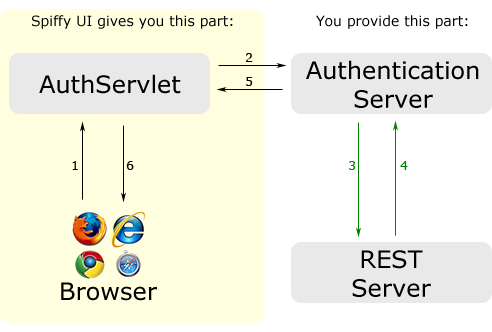 Spiffy UI gives you this part:
You provide this part:
AuthServlet
2
5
Authentication
Server
1
6
3
4
Browser
REST
Server